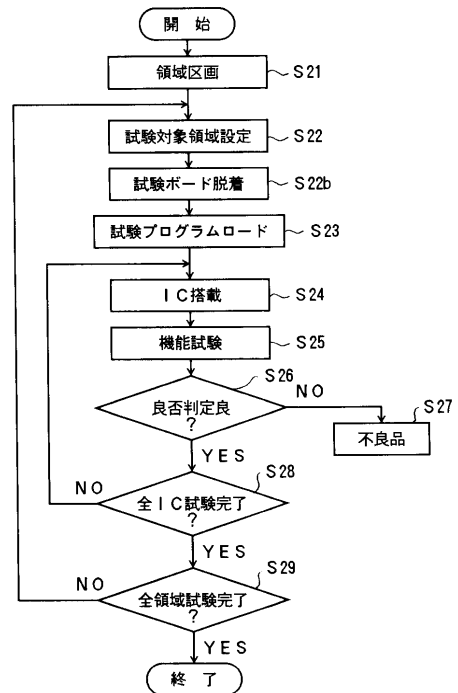 開 始
領域区画
S21
試験対象領域設定
S22
試験ボード脱着
S22b
試験プログラムロード
S23
IC搭載
S24
機能試験
S25
S26
良否判定良
?
NO
S27
不良品
YES
S28
NO
全IC試験完了
?
YES
S29
NO
全領域試験完了
?
YES
終 了